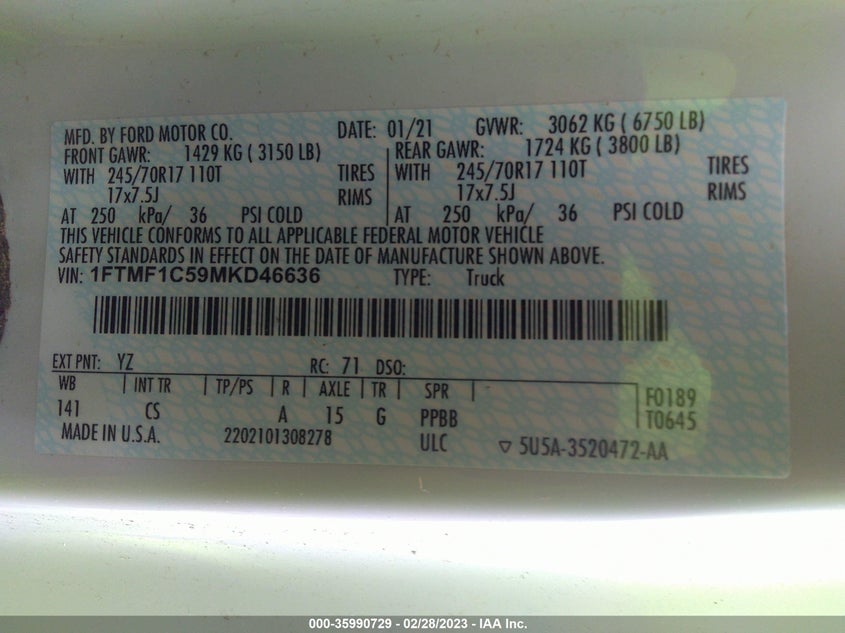 MFD. BY FORD MOTOR CO. DATE: 01/21 GVWR: 3062 KG ( 6750 LB)
FRONT GAWR: 1429 KG ( 3150 LB) REAR GAWR: 1724 KG ( 3800 LB)
WITH 245/70R17 110T TIRES WITH 245/70R17 110T TIRES
17x7.5J RIMS 17x7.5J RIMS
AT 250 kPa/ 36 PSI COLD AT 250 kPa/ 36 PSI COLD
THIS VEHICLE CONFORMS TO ALL APPLICABLE FEDERAL MOTOR VEHICLE
SAFETY STANDARDS IN EFFECT ON THE DATE OF MANUFACTURE SHOWN ABOVE.
VIN: 1FTMF1C59MKD46636 TYPE: Truck
EXT PNT: YZ RC: 71 DSO:
WB INT TR TP/PS R AXLE TR SPR F0189
141 CS A 15 G PPBB T0645
MADE IN U.S.A. 2202101308278 ULC ▽ 5U5A-3520472-AA
000-35990729 - 02/28/2023 - IAA Inc.